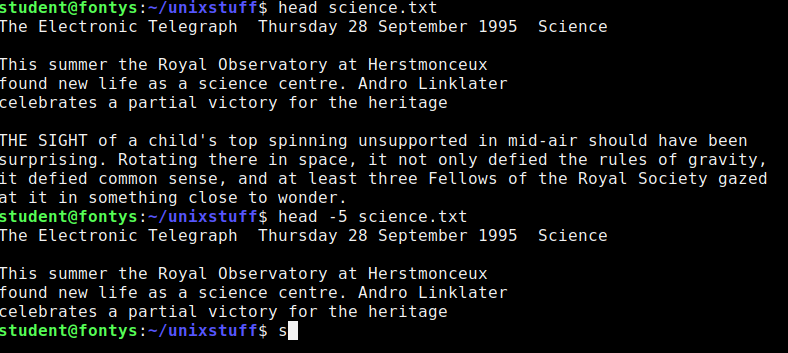 student@fontys:~/unixstuff$ head science.txt
The Electronic Telegraph  Thursday 28 September 1995  Science

This summer the Royal Observatory at Herstmonceux
found new life as a science centre. Andro Linklater
celebrates a partial victory for the heritage

THE SIGHT of a child's top spinning unsupported in mid-air should have been
surprising. Rotating there in space, it not only defied the rules of gravity,
it defied common sense, and at least three Fellows of the Royal Society gazed
at it in something close to wonder.
student@fontys:~/unixstuff$ head -5 science.txt
The Electronic Telegraph  Thursday 28 September 1995  Science

This summer the Royal Observatory at Herstmonceux
found new life as a science centre. Andro Linklater
celebrates a partial victory for the heritage
student@fontys:~/unixstuff$ s